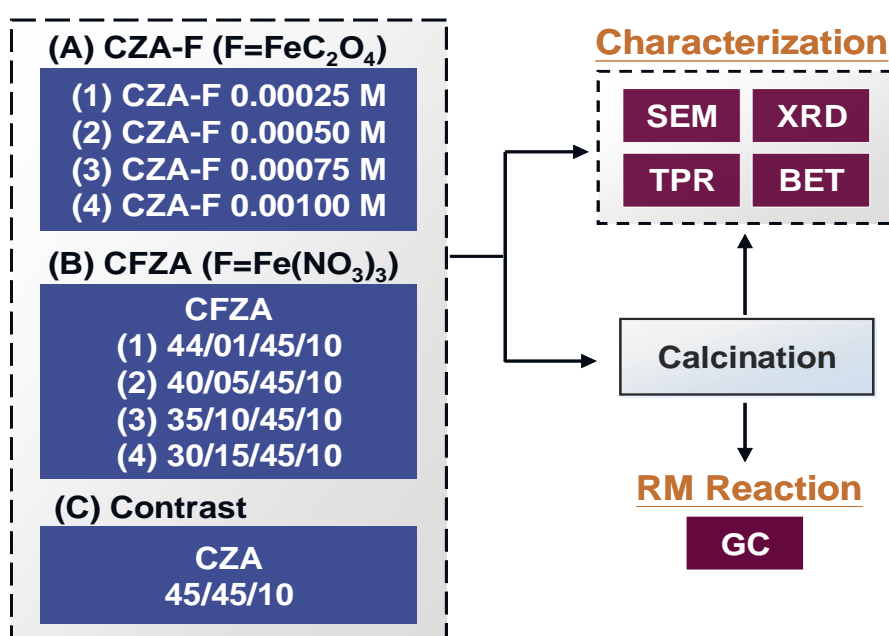 (A) CZA-F (F=FeC₂O₄)
(1) CZA-F 0.00025 M
(2) CZA-F 0.00050 M
(3) CZA-F 0.00075 M
(4) CZA-F 0.00100 M
(B) CFZA (F=Fe(NO₃)₃)
CFZA
(1) 44/01/45/10
(2) 40/05/45/10
(3) 35/10/45/10
(4) 30/15/45/10
(C) Contrast
CZA
45/45/10
Characterization
SEM XRD
TPR BET
Calcination
RM Reaction
GC